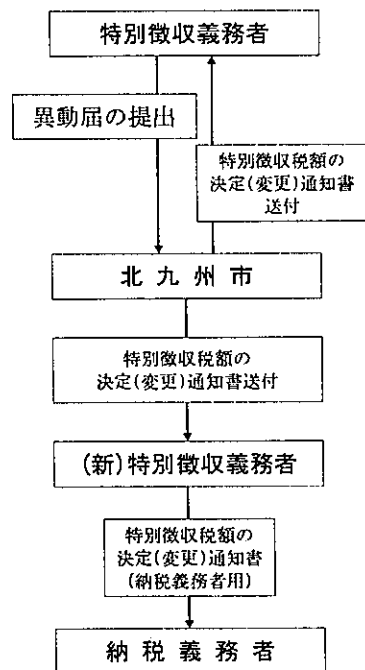 特別徴収義務者
異動届の提出
特別徴収税額の
決定(変更)通知書
送付
北九州市
特別徴収税額の
決定(変更)通知書送付
(新)特別徴収義務者
特別徴収税額の
決定(変更)通知書
(納税義務者用)
納税義務者